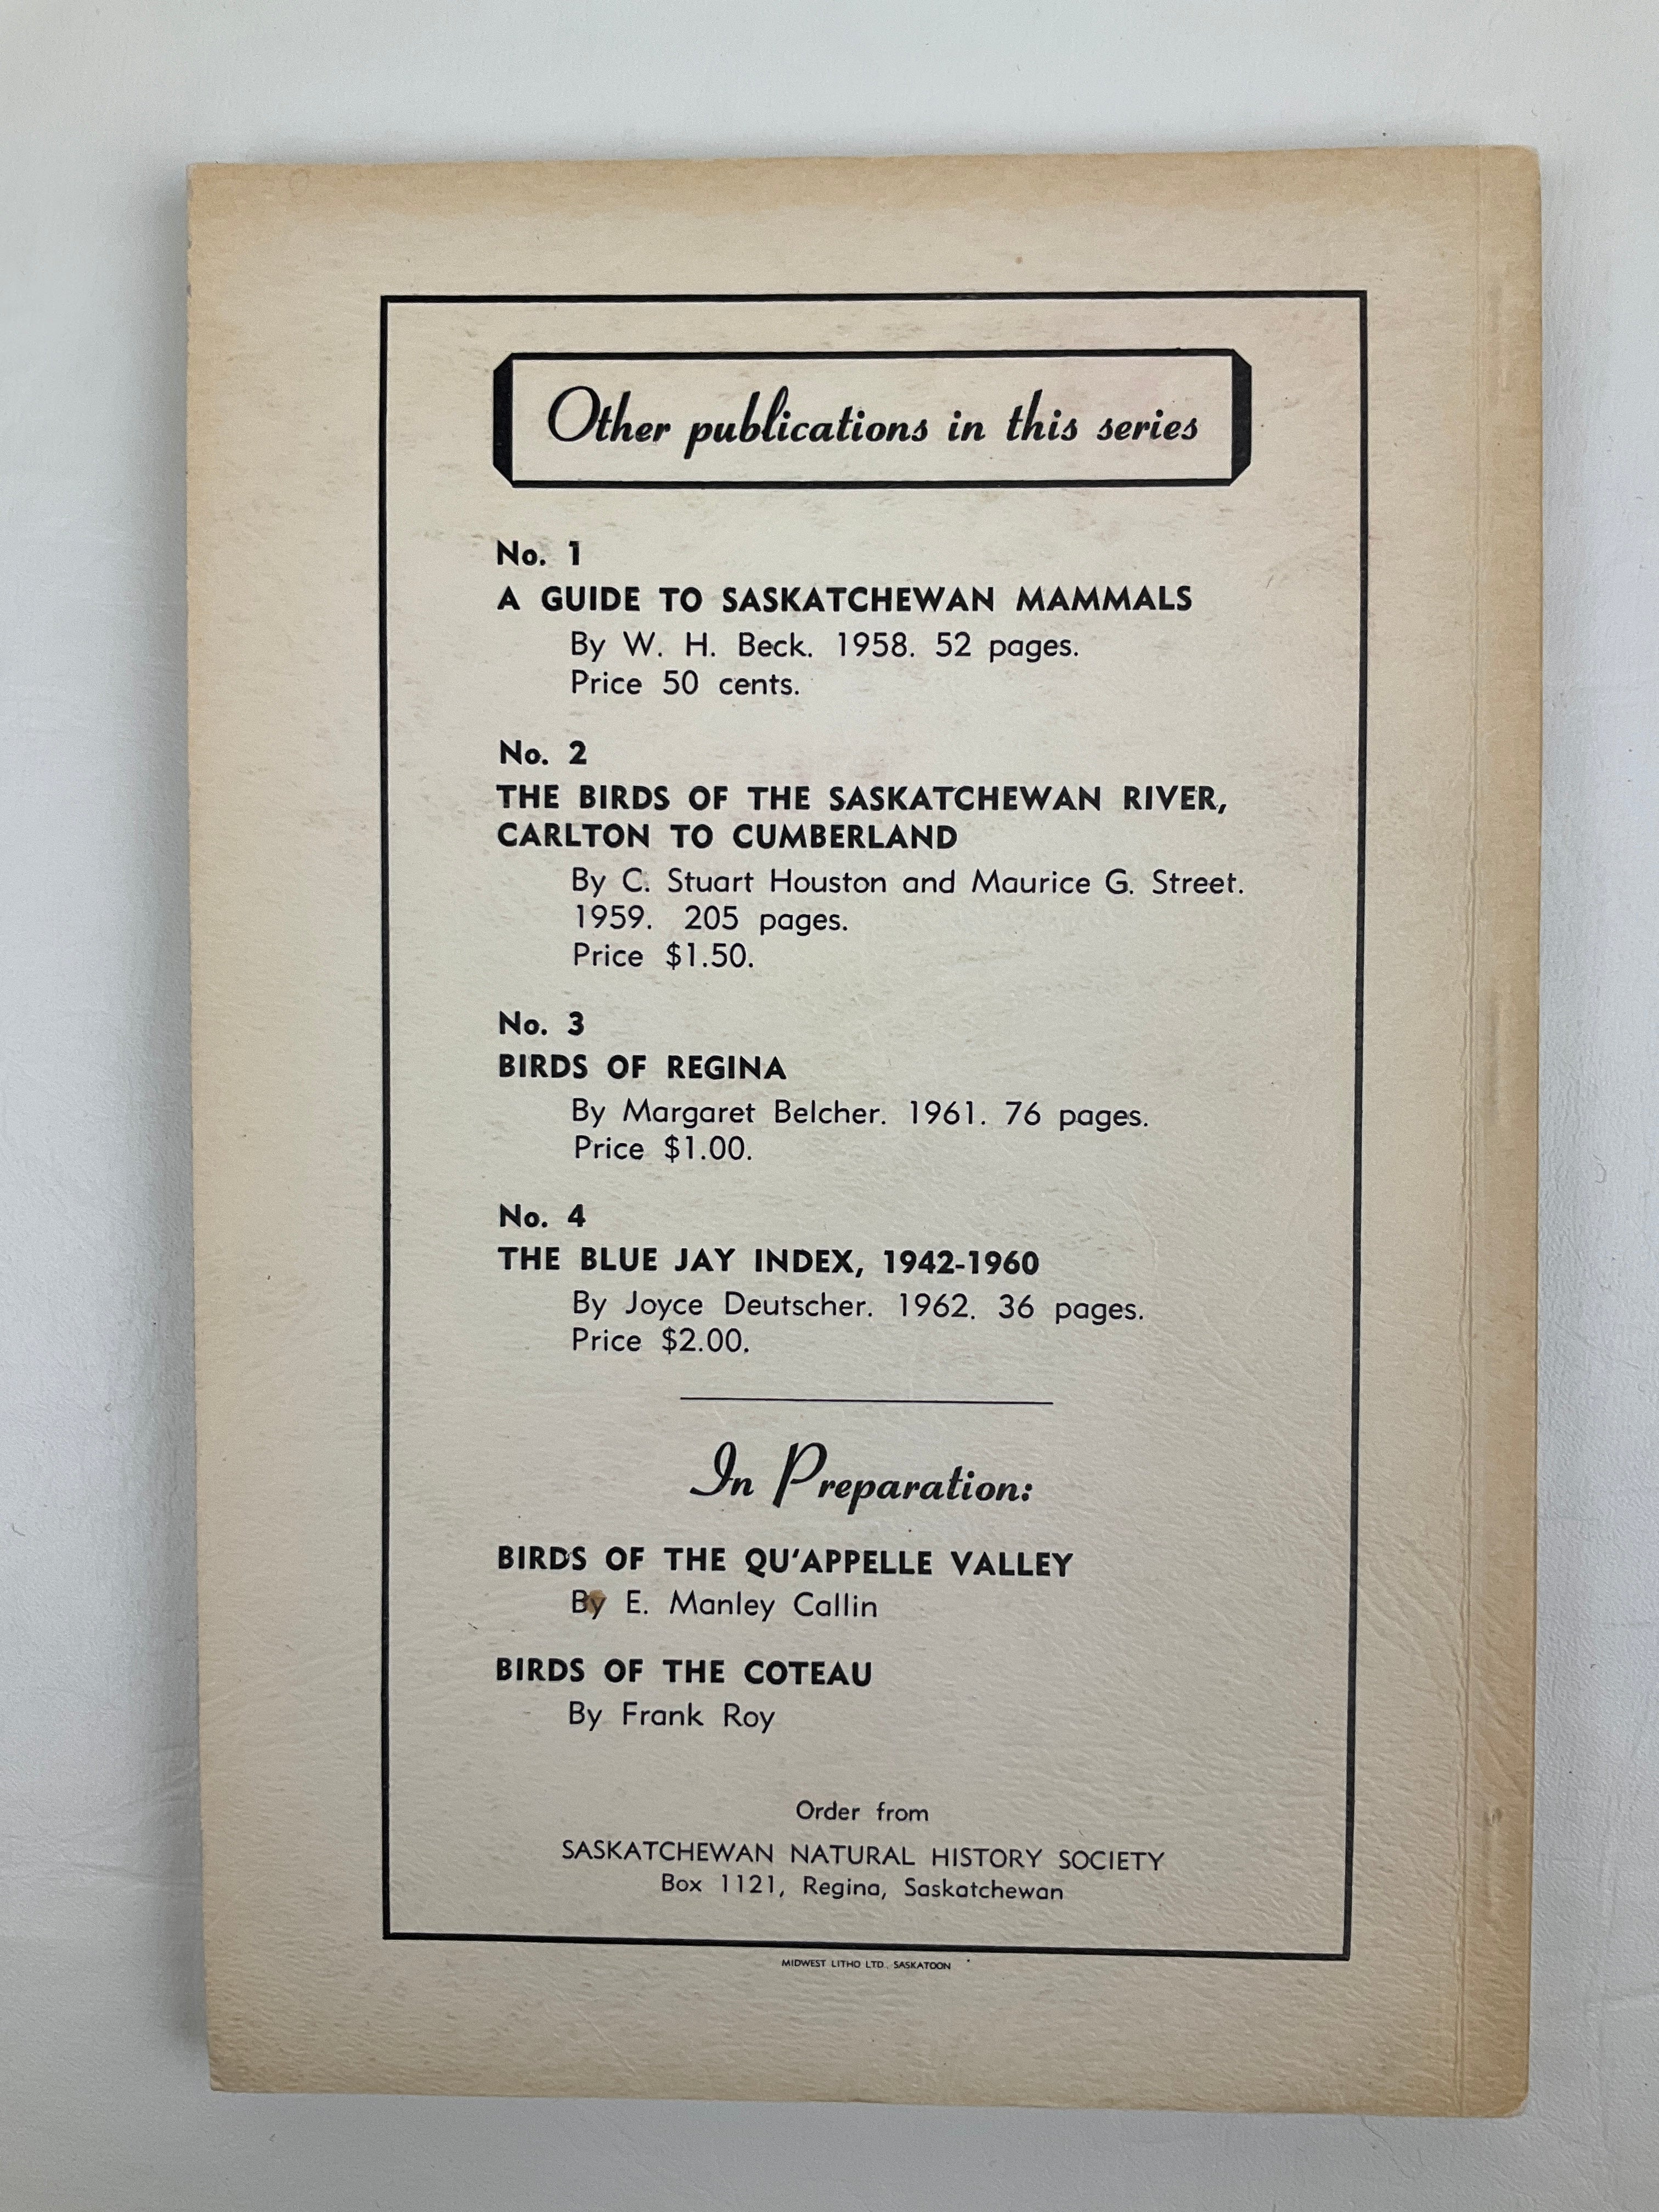 Other publications in this series
No. 1
A GUIDE TO SASKATCHEWAN MAMMALS
By W. H. Beck. 1958. 52 pages.
Price 50 cents.
No. 2
THE BIRDS OF THE SASKATCHEWAN RIVER,
CARLTON TO CUMBERLAND
By C. Stuart Houston and Maurice G. Street.
1959. 205 pages.
Price $1.50.
No. 3
BIRDS OF REGINA
By Margaret Belcher. 1961. 76 pages.
Price $1.00.
No. 4
THE BLUE JAY INDEX, 1942-1960
By Joyce Deutscher. 1962. 36 pages.
Price $2.00.
In Preparation:
BIRDS OF THE QU'APPELLE VALLEY
By E. Manley Callin
BIRDS OF THE COTEAU
By Frank Roy
Order from
SASKATCHEWAN NATURAL HISTORY SOCIETY
Box 1121, Regina, Saskatchewan
MIDWEST LITHO LTD., SASKATOON